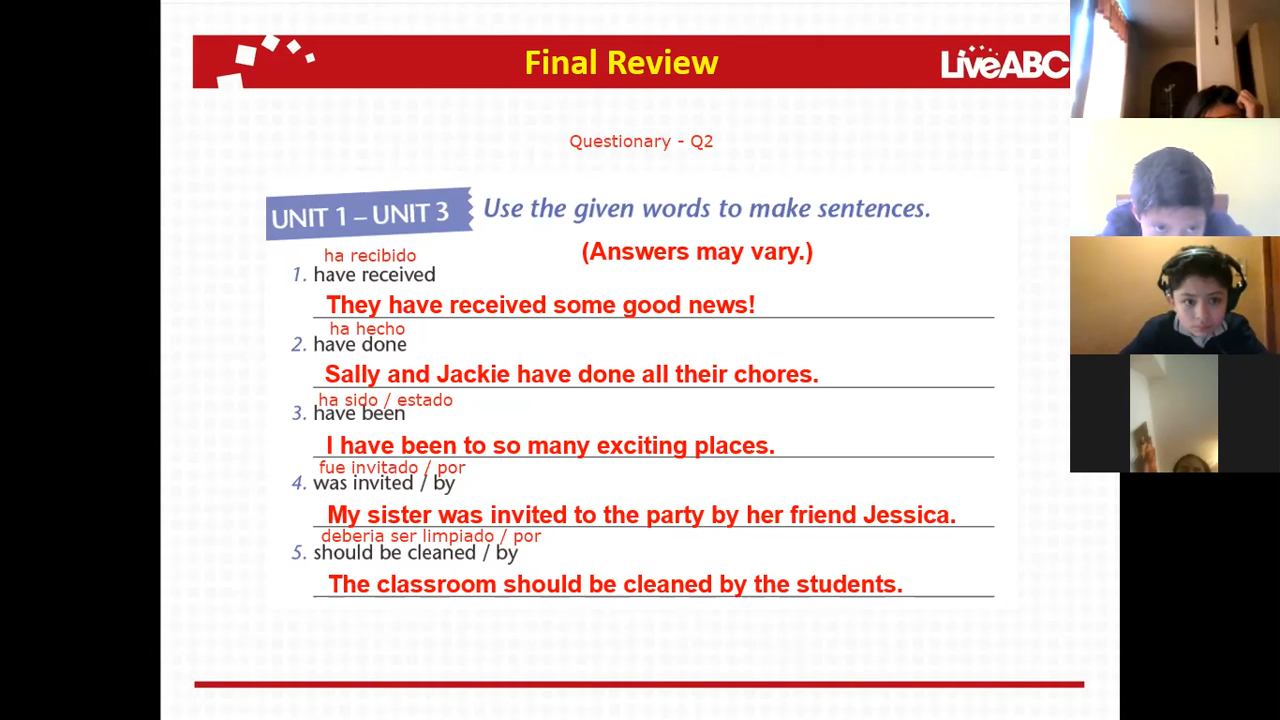 Final Review
LiveABC
Questionary - Q2
UNIT 1 – UNIT 3
Use the given words to make sentences.
(Answers may vary.)
ha recibido
1. have received
They have received some good news!
ha hecho
2. have done
Sally and Jackie have done all their chores.
ha sido / estado
3. have been
I have been to so many exciting places.
fue invitado / por
4. was invited / by
My sister was invited to the party by her friend Jessica.
deberia ser limpiado / por
5. should be cleaned / by
The classroom should be cleaned by the students.